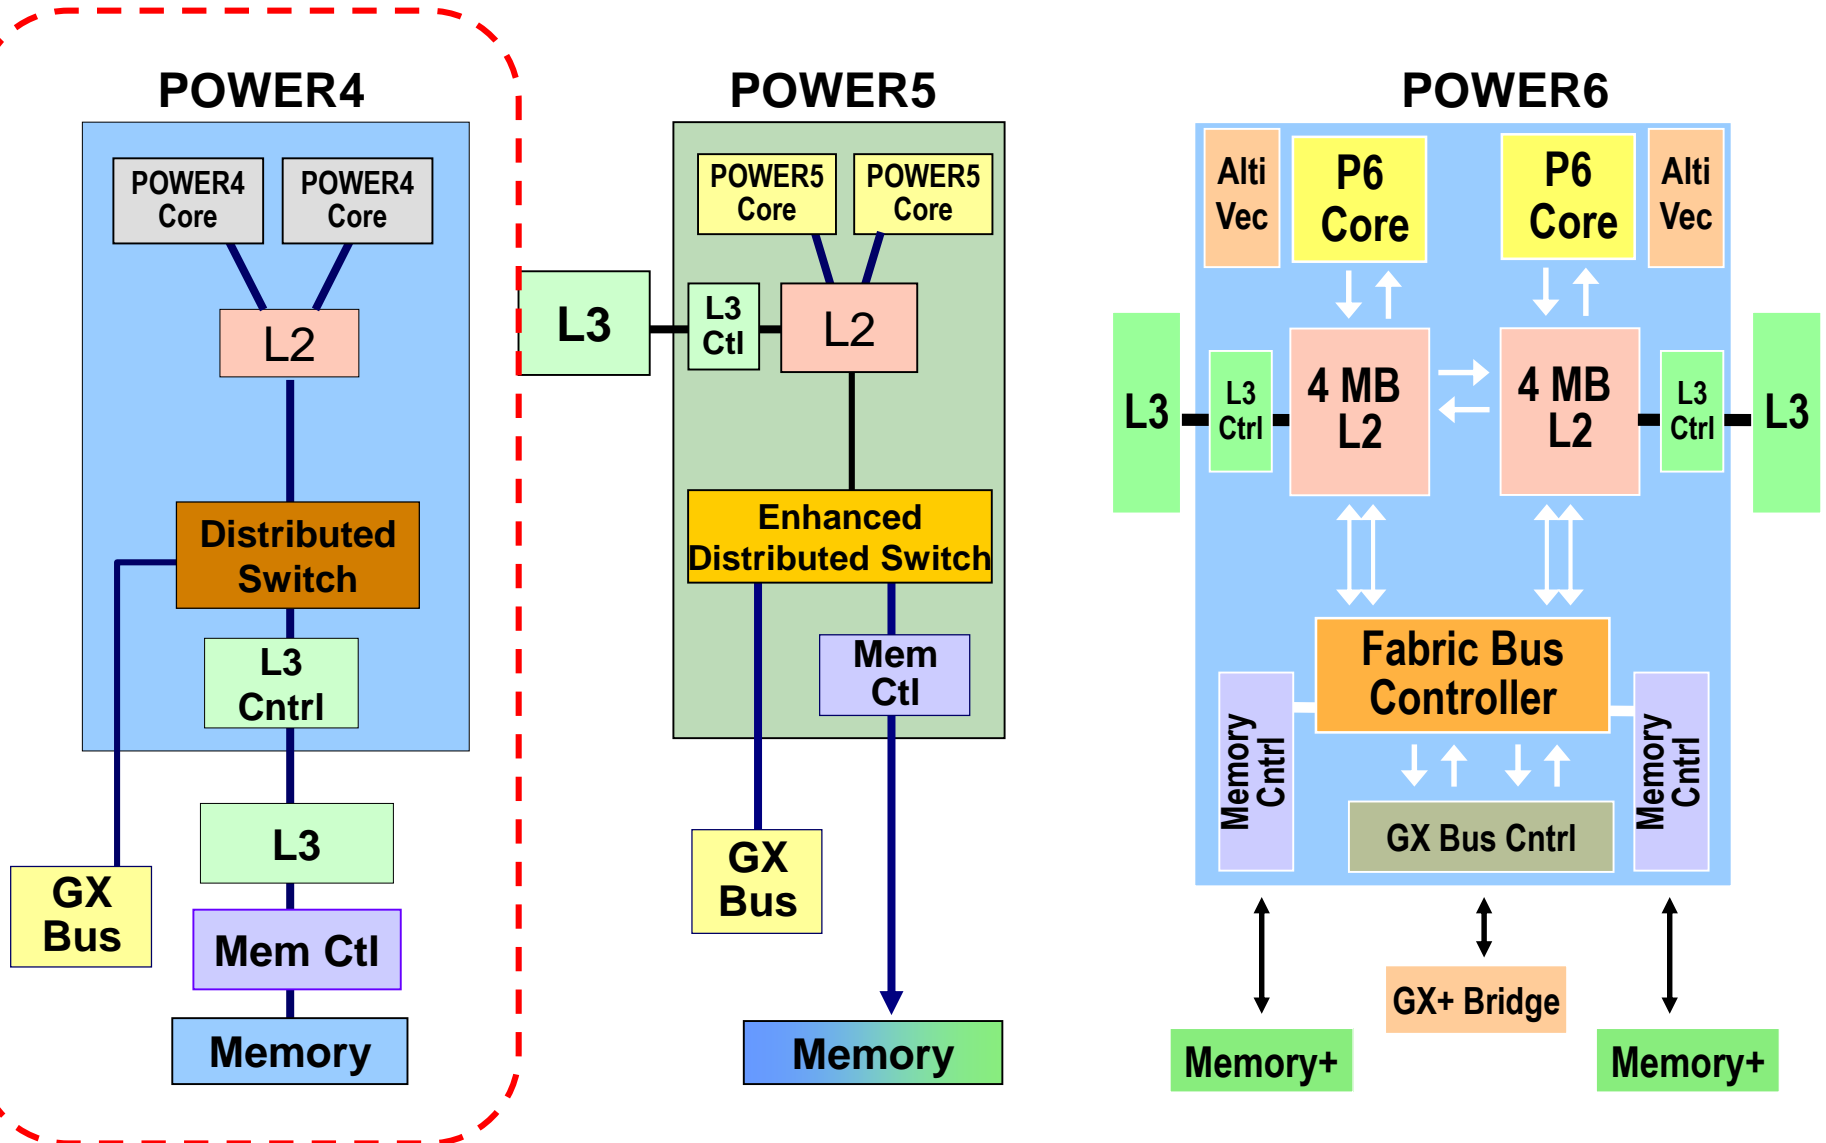 POWER4
POWER4
Core
POWER4
Core
L2
Distributed
Switch
L3
Cntrl
L3
GX
Bus
Mem Ctl
Memory
POWER5
POWER5
Core
POWER5
Core
L3
L3
Ctl
L2
Enhanced
Distributed Switch
Mem
Ctl
GX
Bus
Memory
POWER6
Alti
Vec
P6
Core
P6
Core
Alti
Vec
L3
L3
Ctrl
4 MB
L2
4 MB
L2
L3
Ctrl
L3
Fabric Bus
Controller
Memory
Cntrl
Memory
Cntrl
GX Bus Cntrl
GX+ Bridge
Memory+
Memory+